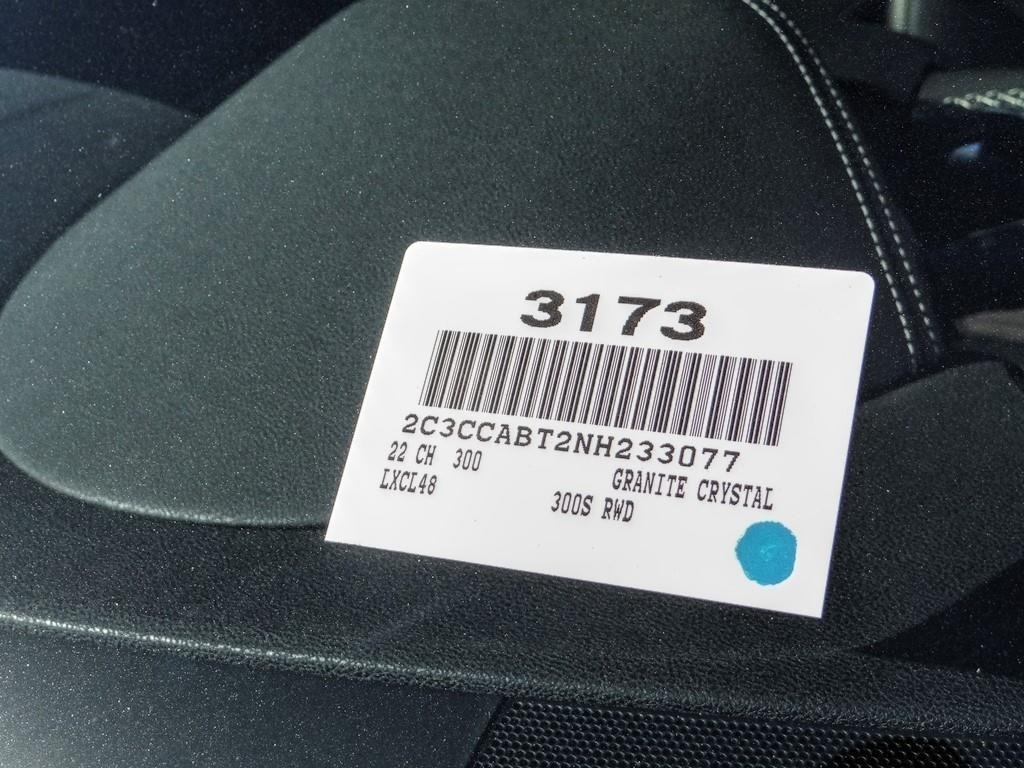 3173
2C3CCABT2NH233077
22 CH 300
GRANITE CRYSTAL
LXCL48
300S RWD